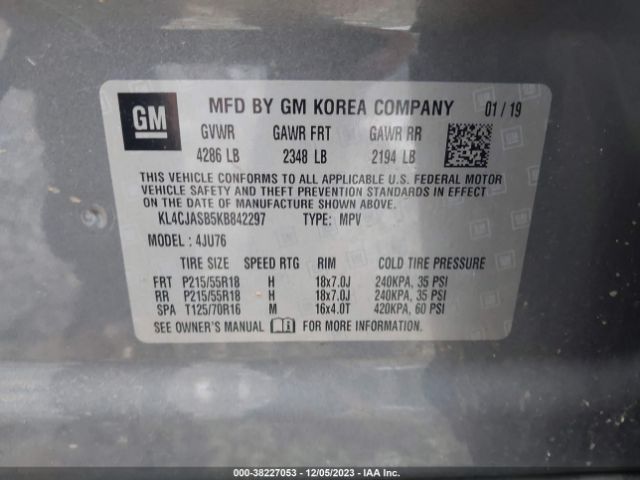 GM
MFD BY GM KOREA COMPANY 01 / 19
GVWR GAWR FRT GAWR RR
4286 LB 2348 LB 2194 LB
THIS VEHICLE CONFORMS TO ALL APPLICABLE U.S. FEDERAL MOTOR
VEHICLE SAFETY AND THEFT PREVENTION STANDARDS IN EFFECT
ON THE DATE OF MANUFACTURE SHOWN ABOVE.
KL4CJASB5KB842297 TYPE: MPV
MODEL: 4JU76
TIRE SIZE SPEED RTG RIM COLD TIRE PRESSURE
FRT P215/55R18 H 18x7.0J 240KPA, 35 PSI
RR P215/55R18 H 18x7.0J 240KPA, 35 PSI
SPA T125/70R16 M 16x4.0T 420KPA, 60 PSI
SEE OWNER'S MANUAL FOR MORE INFORMATION.
000-38227053 - 12/05/2023 - IAA Inc.